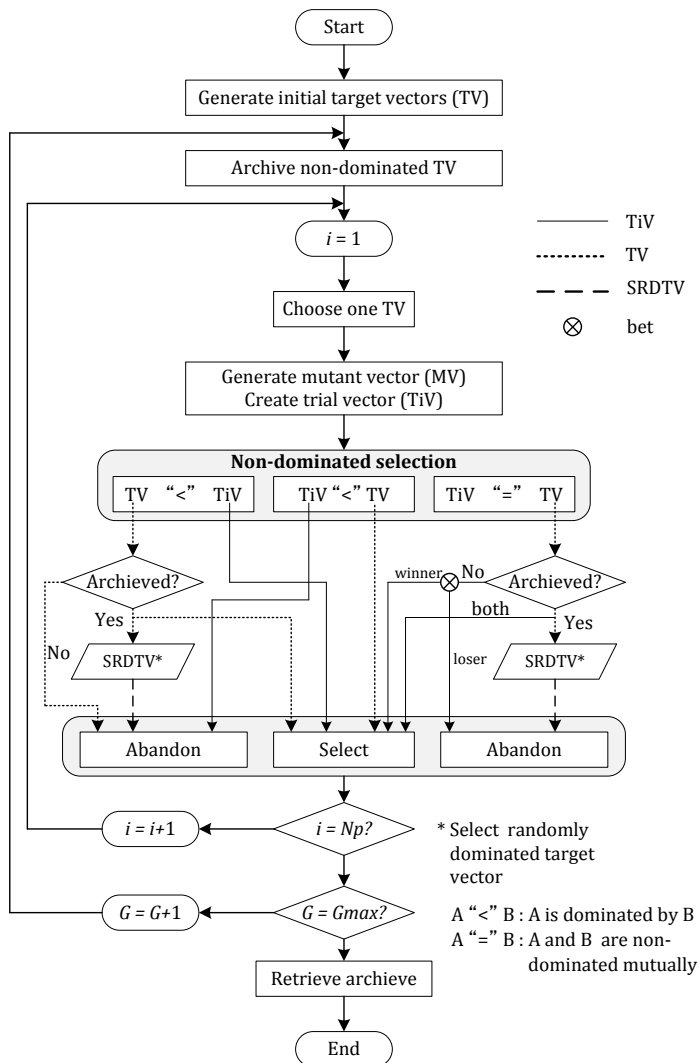 Start
Generate initial target vectors (TV)
Archive non-dominated TV
i = 1
Choose one TV
Generate mutant vector (MV)
Create trial vector (TiV)
TiV
TV
SRDTV
bet
Non-dominated selection
TV “<” TiV
TiV “<” TV
TiV “=” TV
Archieved?
Yes
No
SRDTV*
winner
No
Archieved?
both
Yes
loser
SRDTV*
Abandon
Select
Abandon
i = i+1
i = Np?
G = G+1
G = Gmax?
Retrieve archieve
End
* Select randomly
dominated target
vector
A “<” B : A is dominated by B
A “=” B : A and B are non-
dominated mutually